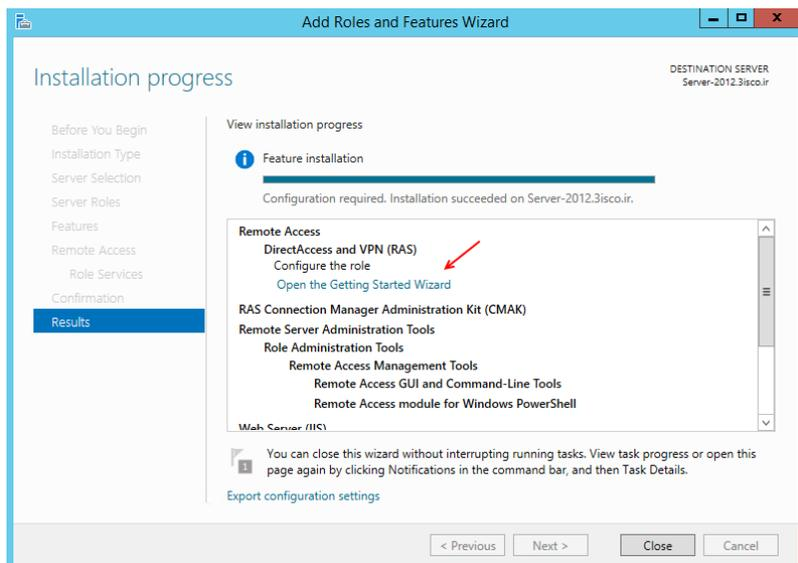 Add Roles and Features Wizard
Installation progress
DESTINATION SERVER
Server-2012.3isco.ir
Before You Begin
Installation Type
Server Selection
Server Roles
Features
Remote Access
Role Services
Confirmation
Results
View installation progress
Feature installation
Configuration required. Installation succeeded on Server-2012.3isco.ir.
Remote Access
DirectAccess and VPN (RAS)
Configure the role
Open the Getting Started Wizard
RAS Connection Manager Administration Kit (CMAK)
Remote Server Administration Tools
Role Administration Tools
Remote Access Management Tools
Remote Access GUI and Command-Line Tools
Remote Access module for Windows PowerShell
Web Server (IIS)
1
You can close this wizard without interrupting running tasks. View task progress or open this
page again by clicking Notifications in the command bar, and then Task Details.
Export configuration settings
< Previous
Next >
Close
Cancel